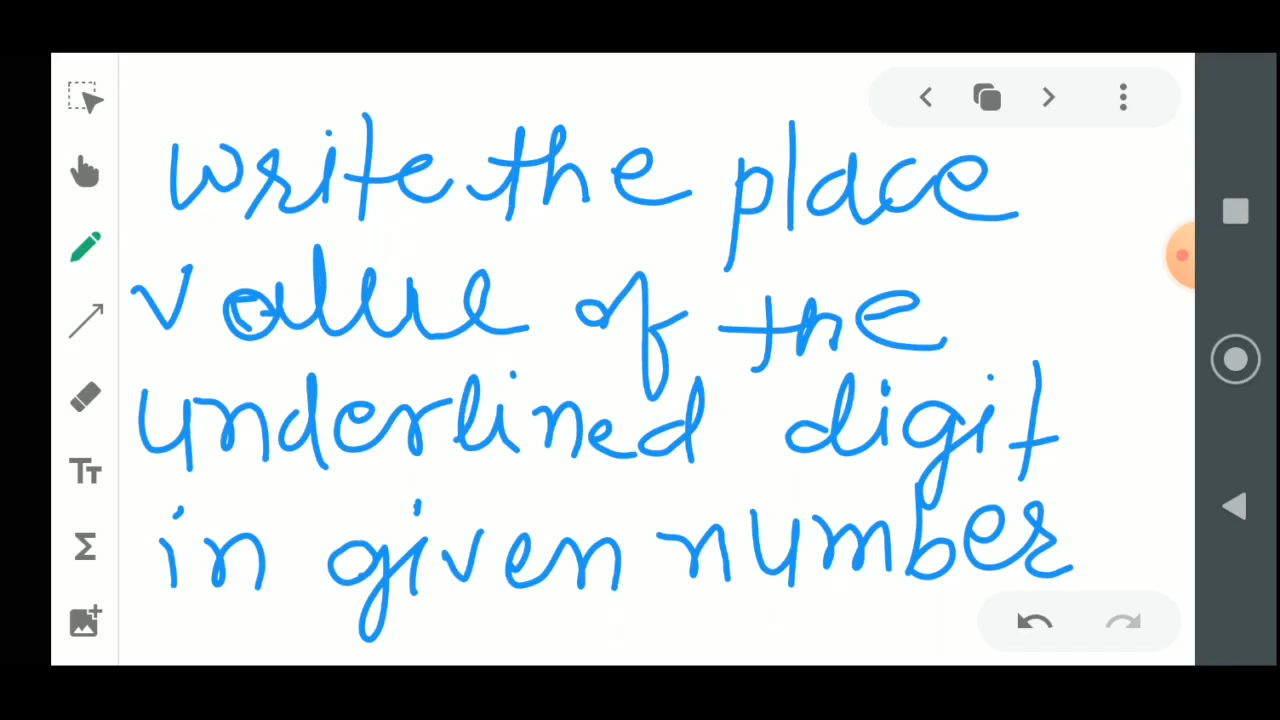 write the place
value of the
underlined digit
in given number